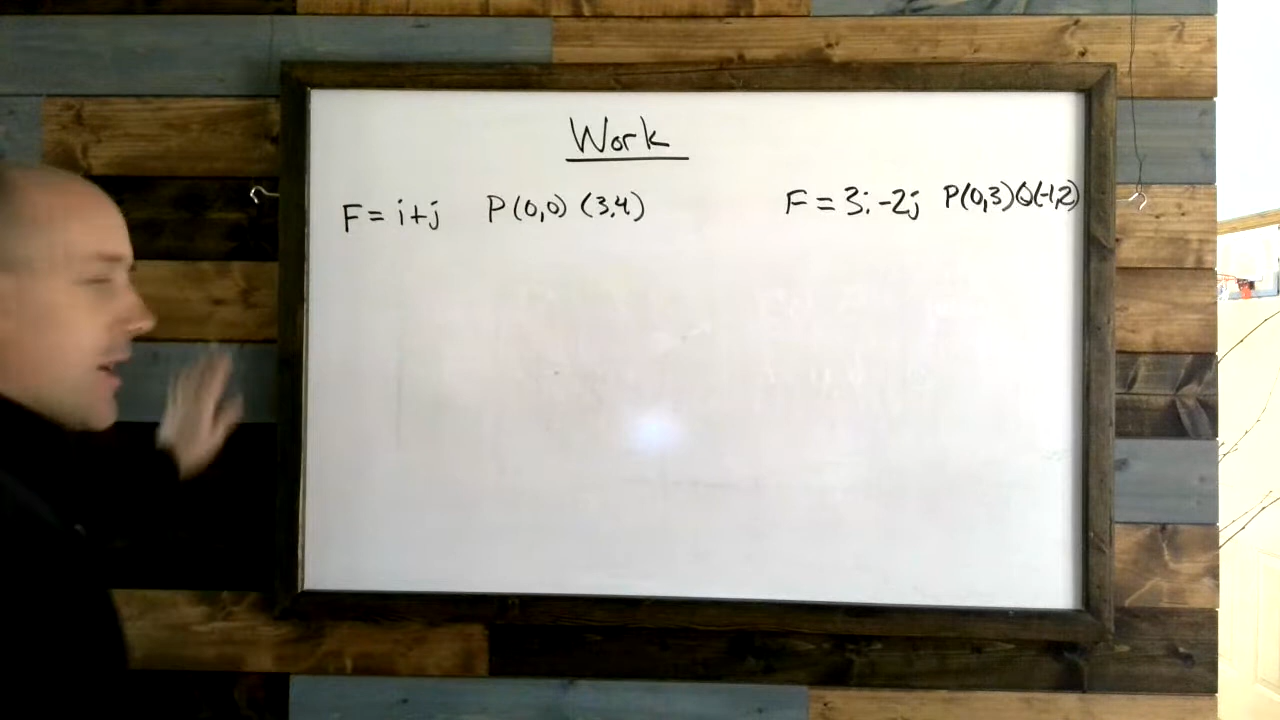 Work
F = i+j P(0,0) (3,4)
F = 3i-2j P(0,3)Q(-1,2)